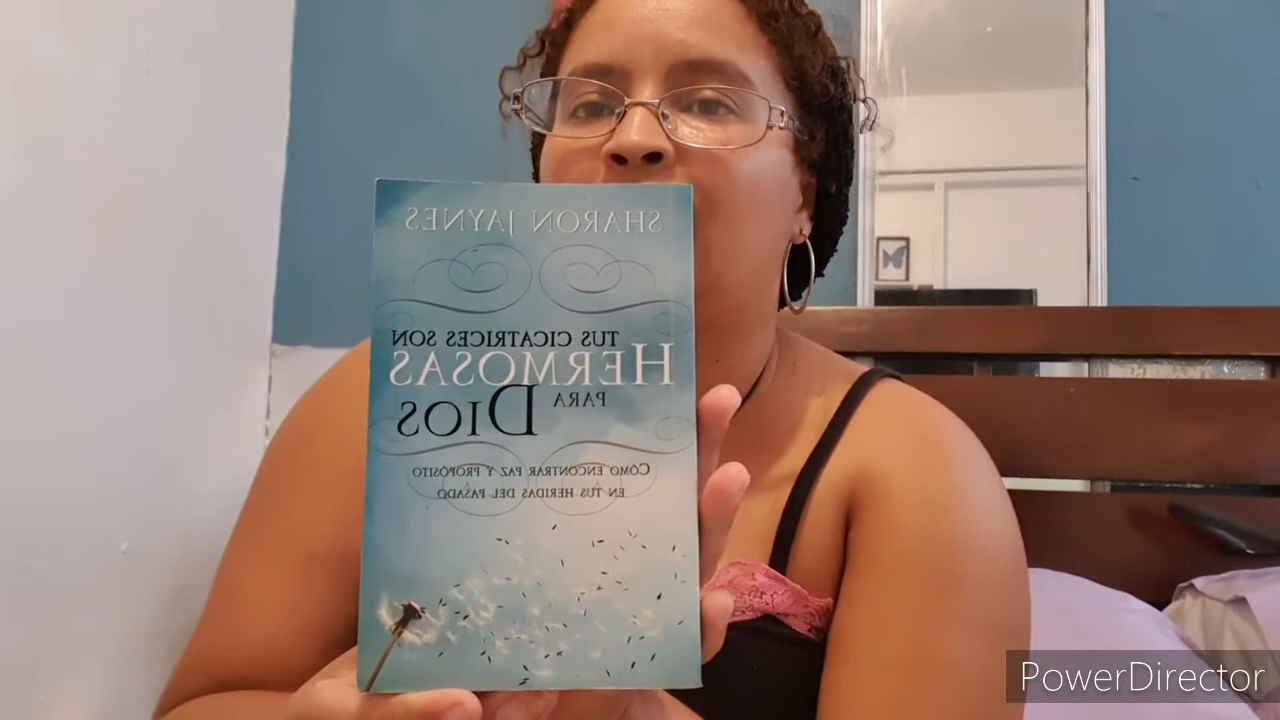 SHARON JAYNES
TUS CICATRICES SON
HERMOSAS
PARA
DIOS
CÓMO ENCONTRAR PAZ Y PROPÓSITO
EN TUS HERIDAS DEL PASADO
PowerDirector